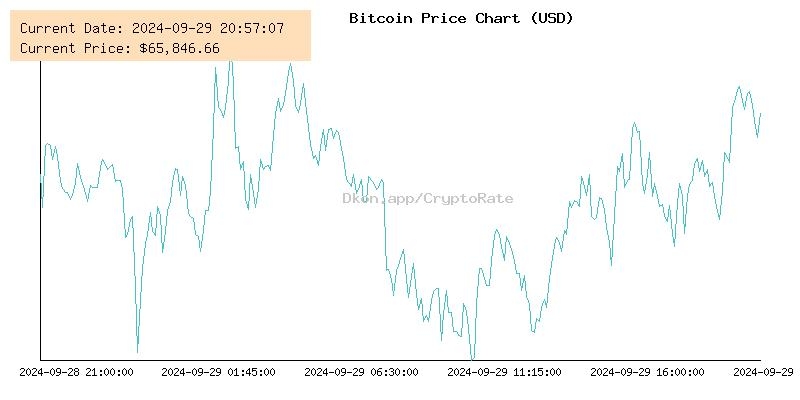 Bitcoin Price Chart (USD)
Current Date: 2024-09-29 20:57:07
Current Price: $65,846.66
Dkon.app/CryptoRate
2024-09-28 21:00:00 2024-09-29 01:45:00 2024-09-29 06:30:00 2024-09-29 11:15:00 2024-09-29 16:00:00 2024-09-29